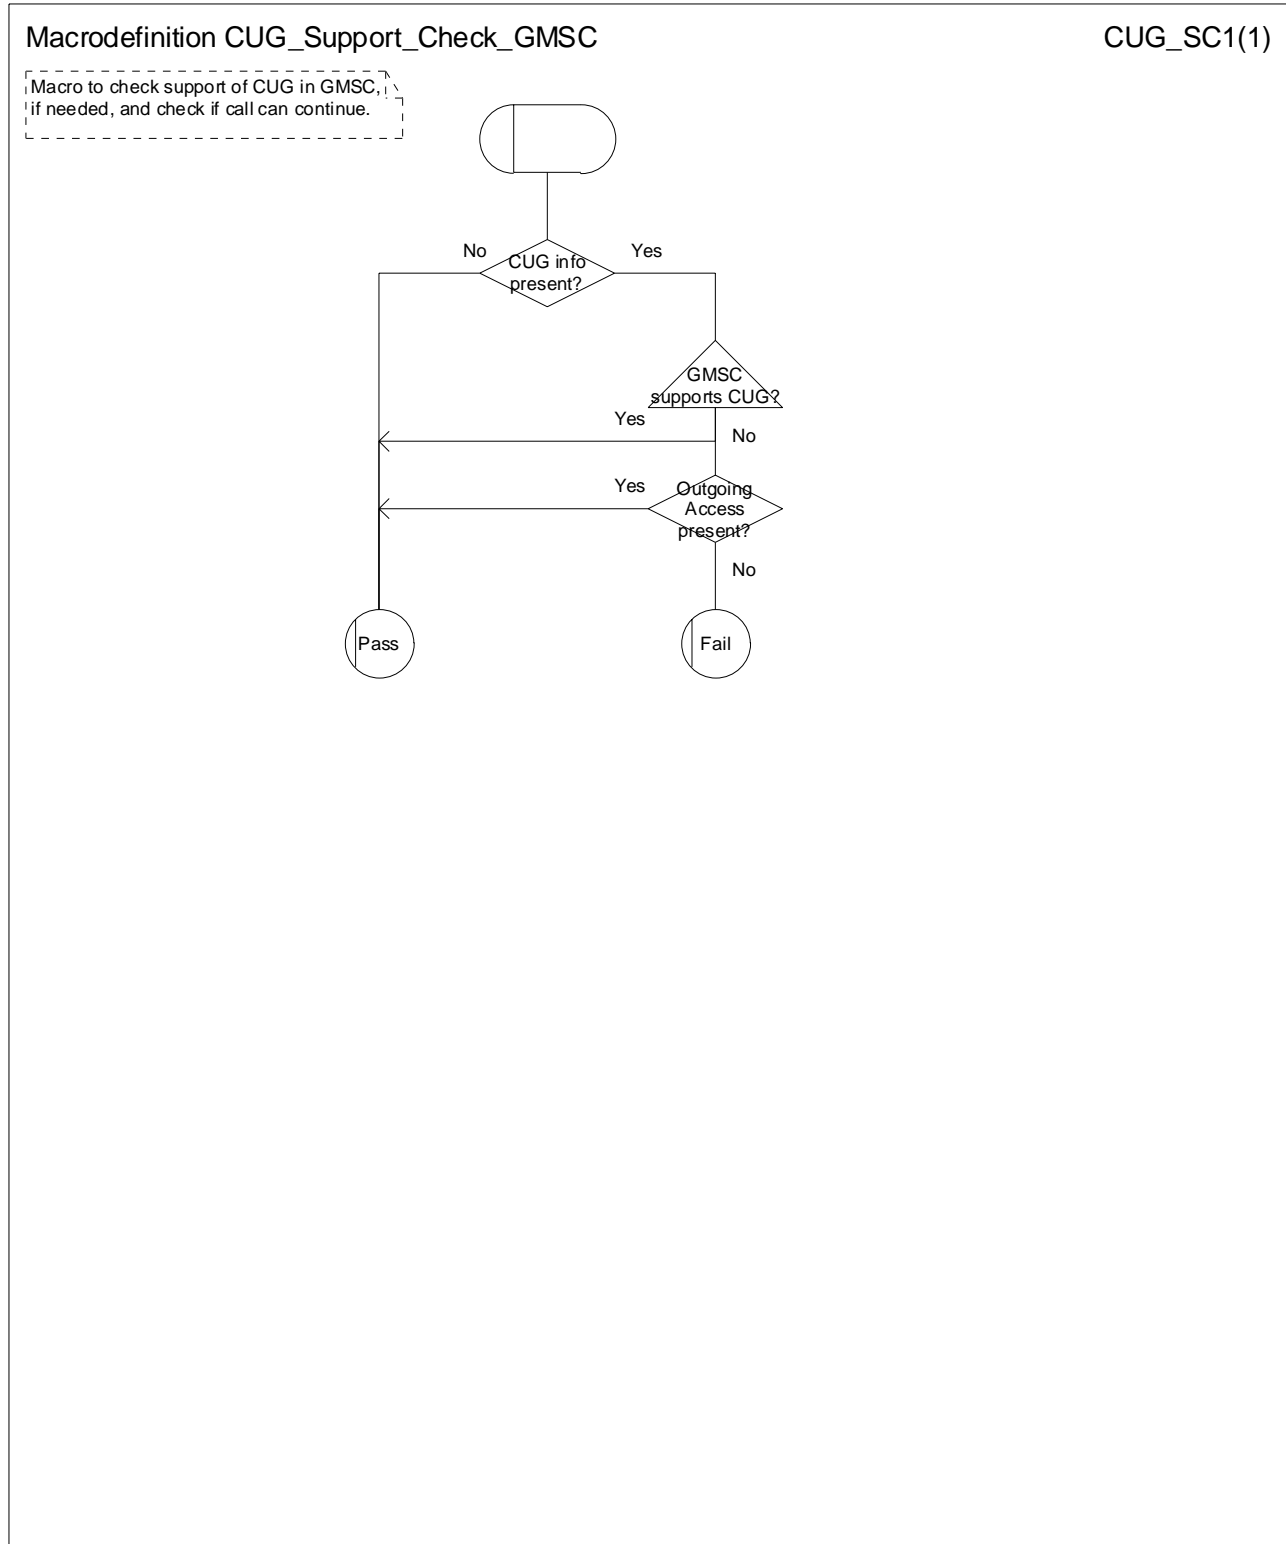 Macrodefinition CUG_Support_Check_GMSC
CUG_SC1(1)
Macro to check support of CUG in GMSC,
if needed, and check if call can continue.
No
Yes
CUG info
present?
GMSC
supports CUG?
Yes
No
Yes
Outgoing
Access
present?
No
Pass
Fail